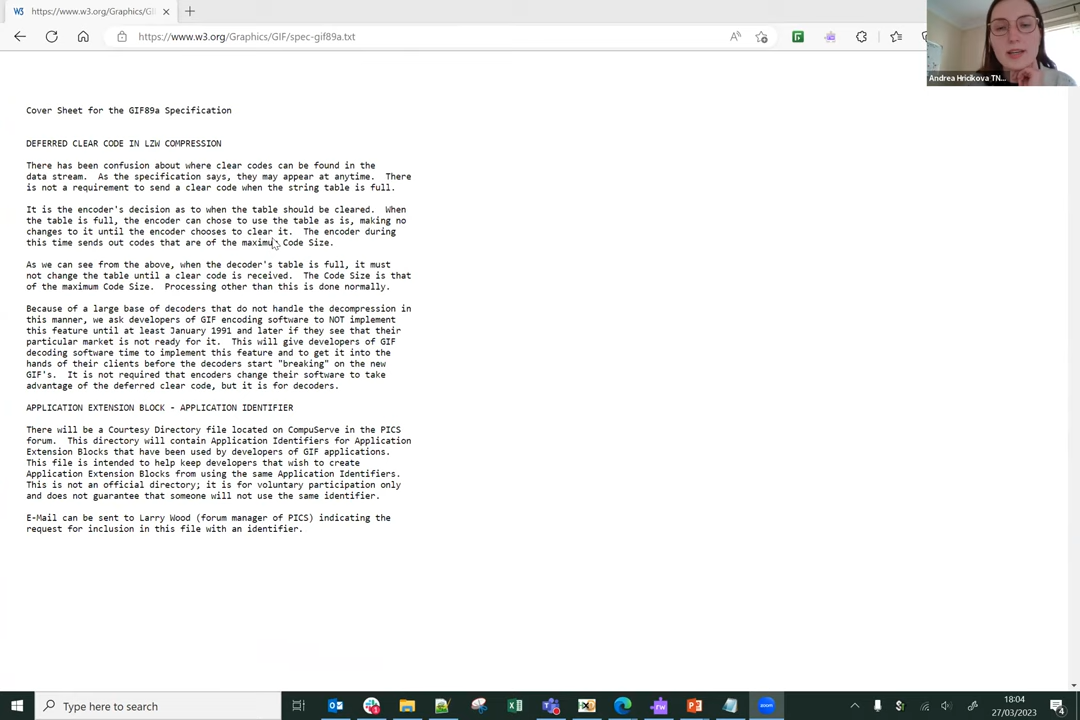 https://www.w3.org/Graphics/GI
https://www.w3.org/Graphics/GIF/spec-gif89a.txt
Andrea Hricikova TN...
Cover Sheet for the GIF89a Specification
DEFERRED CLEAR CODE IN LZW COMPRESSION
There has been confusion about where clear codes can be found in the
data stream.  As the specification says, they may appear at anytime.  There
is not a requirement to send a clear code when the string table is full.
It is the encoder's decision as to when the table should be cleared.  When
the table is full, the encoder can chose to use the table as is, making no
changes to it until the encoder chooses to clear it.  The encoder during
this time sends out codes that are of the maximum Code Size.
As we can see from the above, when the decoder's table is full, it must
not change the table until a clear code is received.  The Code Size is that
of the maximum Code Size.  Processing other than this is done normally.
Because of a large base of decoders that do not handle the decompression in
this manner, we ask developers of GIF encoding software to NOT implement
this feature until at least January 1991 and later if they see that their
particular market is not ready for it.  This will give developers of GIF
decoding software time to implement this feature and to get it into the
hands of their clients before the decoders start "breaking" on the new
GIF's.  It is not required that encoders change their software to take
advantage of the deferred clear code, but it is for decoders.
APPLICATION EXTENSION BLOCK - APPLICATION IDENTIFIER
There will be a Courtesy Directory file located on CompuServe in the PICS
forum.  This directory will contain Application Identifiers for Application
Extension Blocks that have been used by developers of GIF applications.
This file is intended to help keep developers that wish to create
Application Extension Blocks from using the same Application Identifiers.
This is not an official directory; it is for voluntary participation only
and does not guarantee that someone will not use the same identifier.
E-Mail can be sent to Larry Wood (forum manager of PICS) indicating the
request for inclusion in this file with an identifier.
Type here to search
18:04
27/03/2023